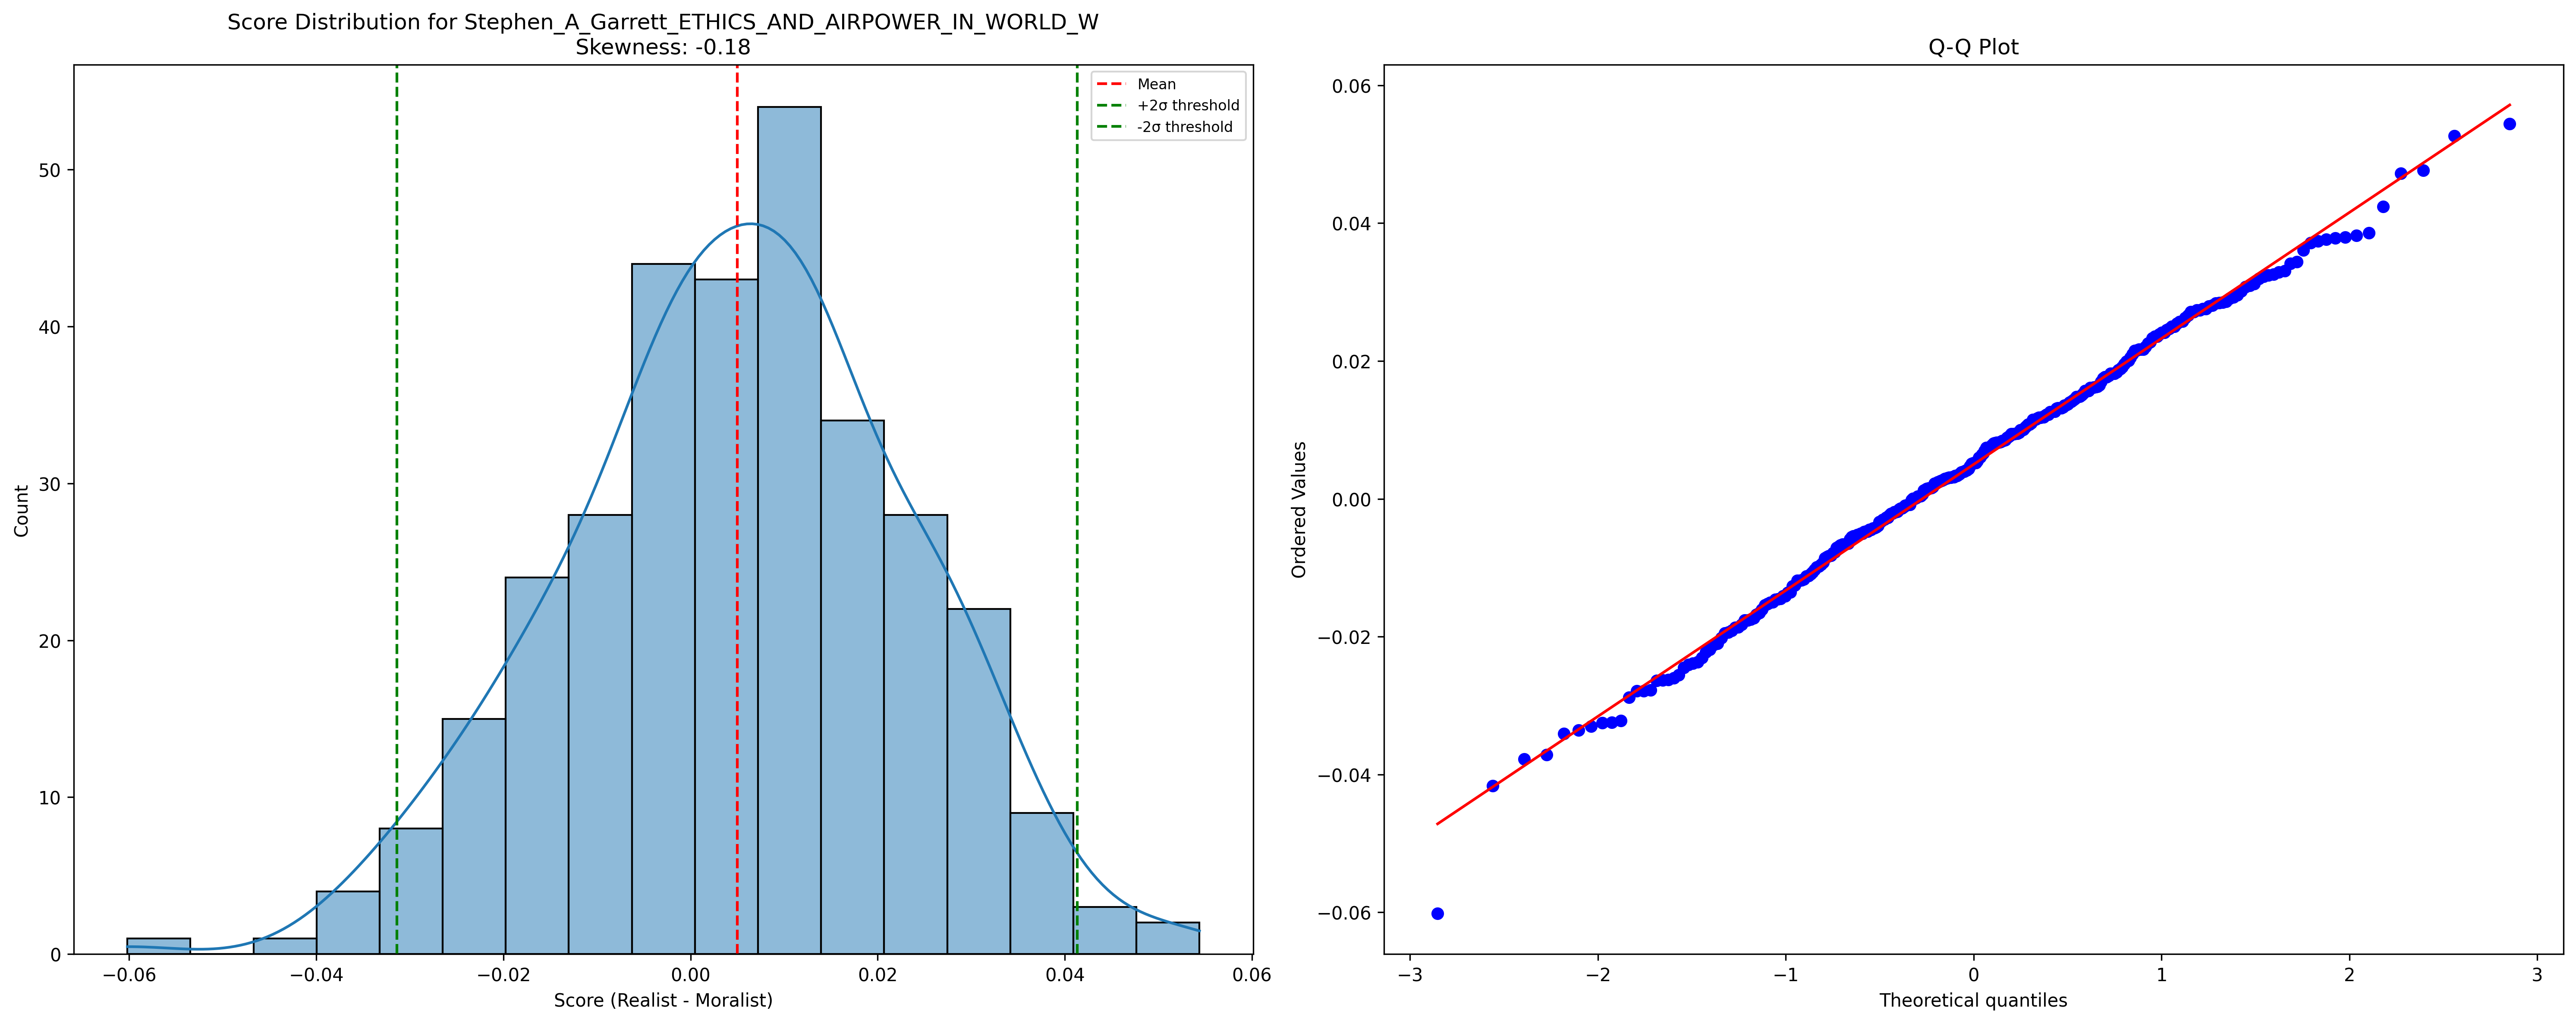 Score Distribution for Stephen_A_Garrett_ETHICS_AND_AIRPOWER_IN_WORLD_W
Skewness: -0.18
Mean
+2σ threshold
-2σ threshold
Count
50
40
30
20
10
0
−0.06
−0.04
−0.02
0.00
0.02
0.04
0.06
Score (Realist - Moralist)
Q-Q Plot
Ordered Values
0.06
0.04
0.02
0.00
−0.02
−0.04
−0.06
−3
−2
−1
0
1
2
3
Theoretical quantiles